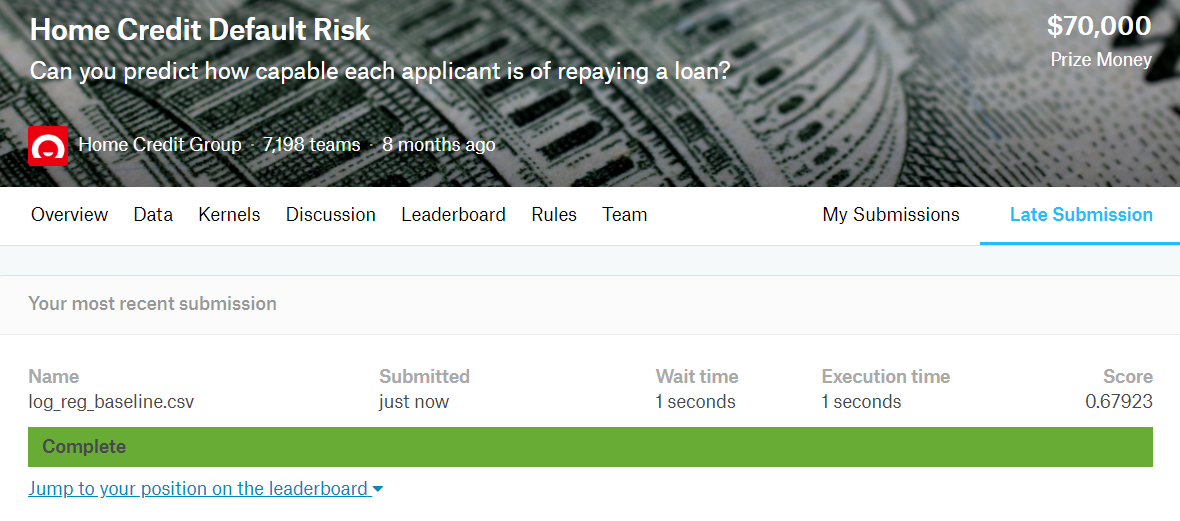 Home Credit Default Risk
$70,000
Can you predict how capable each applicant is of repaying a loan?
Prize Money
Home Credit Group · 7,198 teams · 8 months ago
Overview Data Kernels Discussion Leaderboard Rules Team My Submissions Late Submission
Your most recent submission
Name Submitted Wait time Execution time Score
log_reg_baseline.csv just now 1 seconds 1 seconds 0.67923
Complete
Jump to your position on the leaderboard